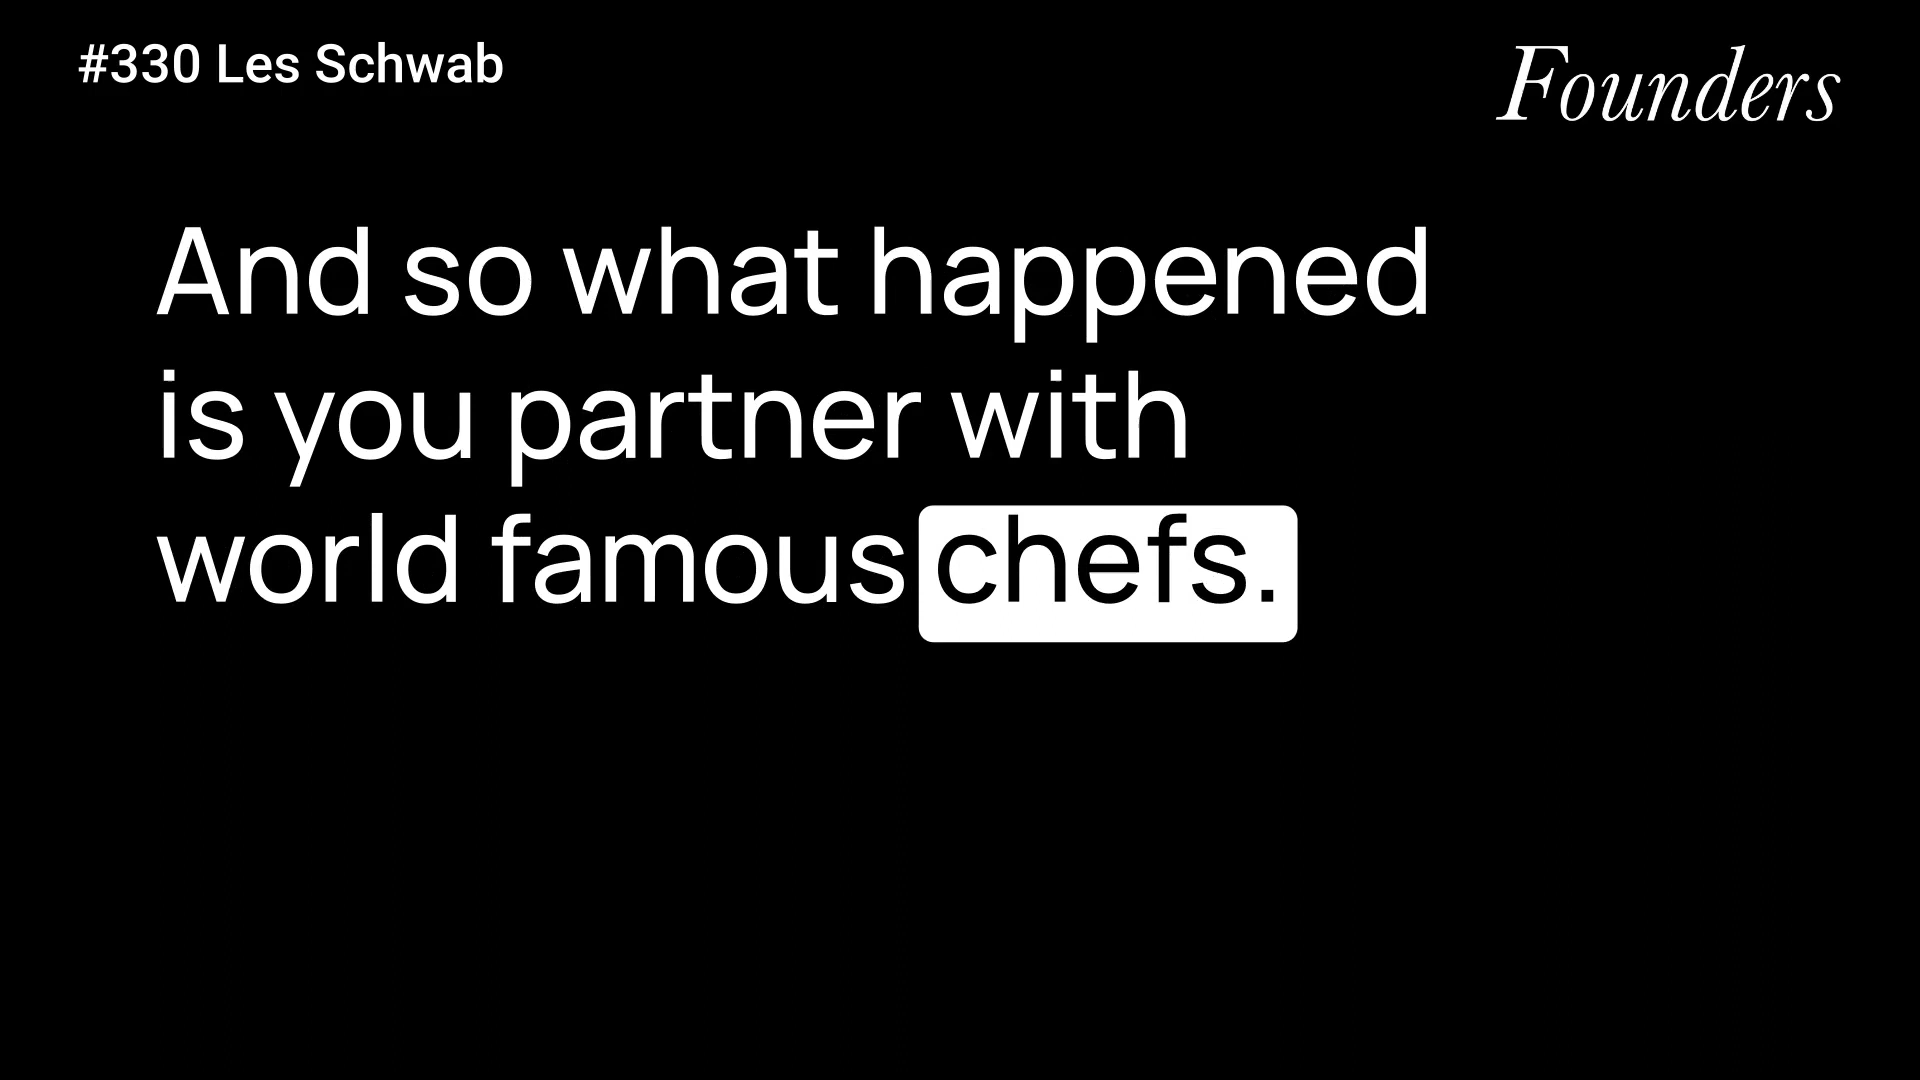 #330 Les Schwab
Founders
And so what happened
is you partner with
world famous chefs.